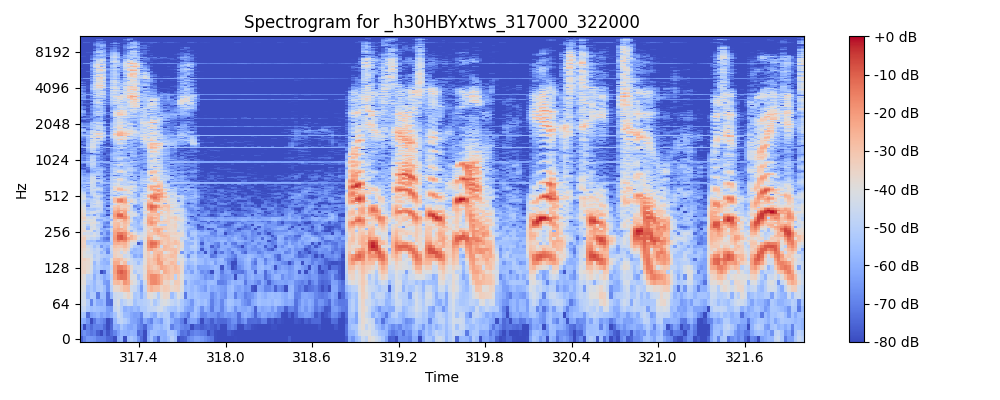 Spectrogram for _h30HBYxtws_317000_322000
+0 dB
8192
-10 dB
4096
-20 dB
2048
-30 dB
1024
Hz
512
-40 dB
256
-50 dB
128
-60 dB
64
-70 dB
0
-80 dB
317.4 318.0 318.6 319.2 319.8 320.4 321.0 321.6
Time